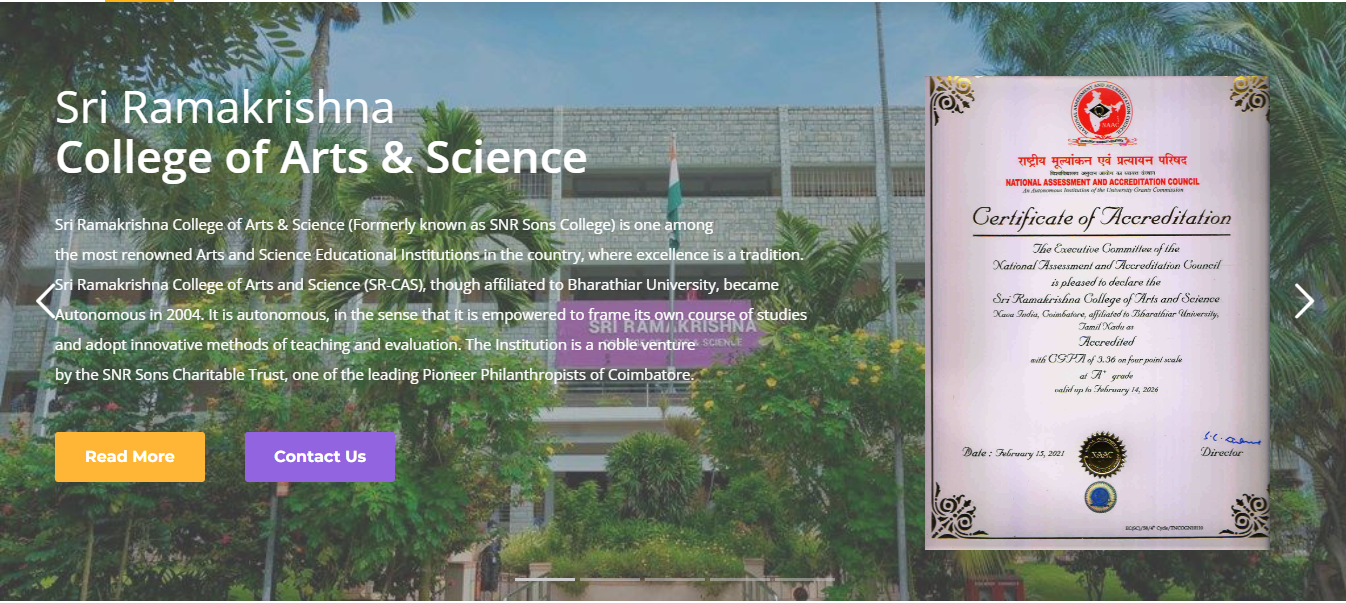 Sri Ramakrishna
College of Arts & Science
Sri Ramakrishna College of Arts & Science (Formerly known as SNR Sons College) is one among
the most renowned Arts and Science Educational Institutions in the country, where excellence is a tradition.
Sri Ramakrishna College of Arts and Science (SR-CAS), though affiliated to Bharathiar University, became
Autonomous in 2004. It is autonomous, in the sense that it is empowered to frame its own course of studies
and adopt innovative methods of teaching and evaluation. The Institution is a noble venture
by the SNR Sons Charitable Trust, one of the leading Pioneer Philanthropists of Coimbatore.
Read More
Contact Us
SRI RAMAKRISHNA
& SCIENCE
NAAC
राष्ट्रीय मूल्यांकन एवं प्रत्यायन परिषद
विश्वविद्यालय अनुदान आयोग का स्वायत्त संस्थान
NATIONAL ASSESSMENT AND ACCREDITATION COUNCIL
An Autonomous Institution of the University Grants Commission
Certificate of Accreditation
The Executive Committee of the
National Assessment and Accreditation Council
is pleased to declare the
Sri Ramakrishna College of Arts and Science
Nava India, Coimbatore, affiliated to Bharathiar University,
Tamil Nadu as
Accredited
with CGPA of 3.36 on four point scale
at A+ grade
valid up to February 14, 2026
Date : February 15, 2021
NAAC
Director